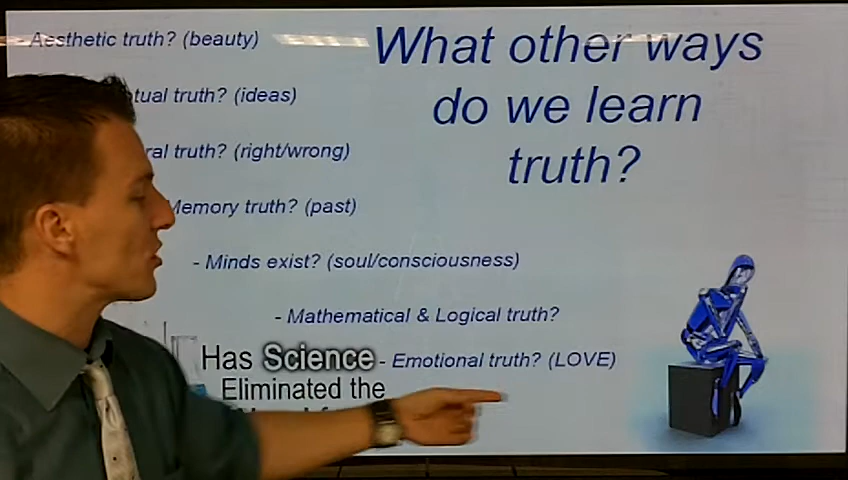 - Aesthetic truth? (beauty)
What other ways
do we learn
truth?
truth? (ideas)
truth? (right/wrong)
Memory truth? (past)
- Minds exist? (soul/consciousness)
- Mathematical & Logical truth?
- Emotional truth? (LOVE)
Has Science
Eliminated the